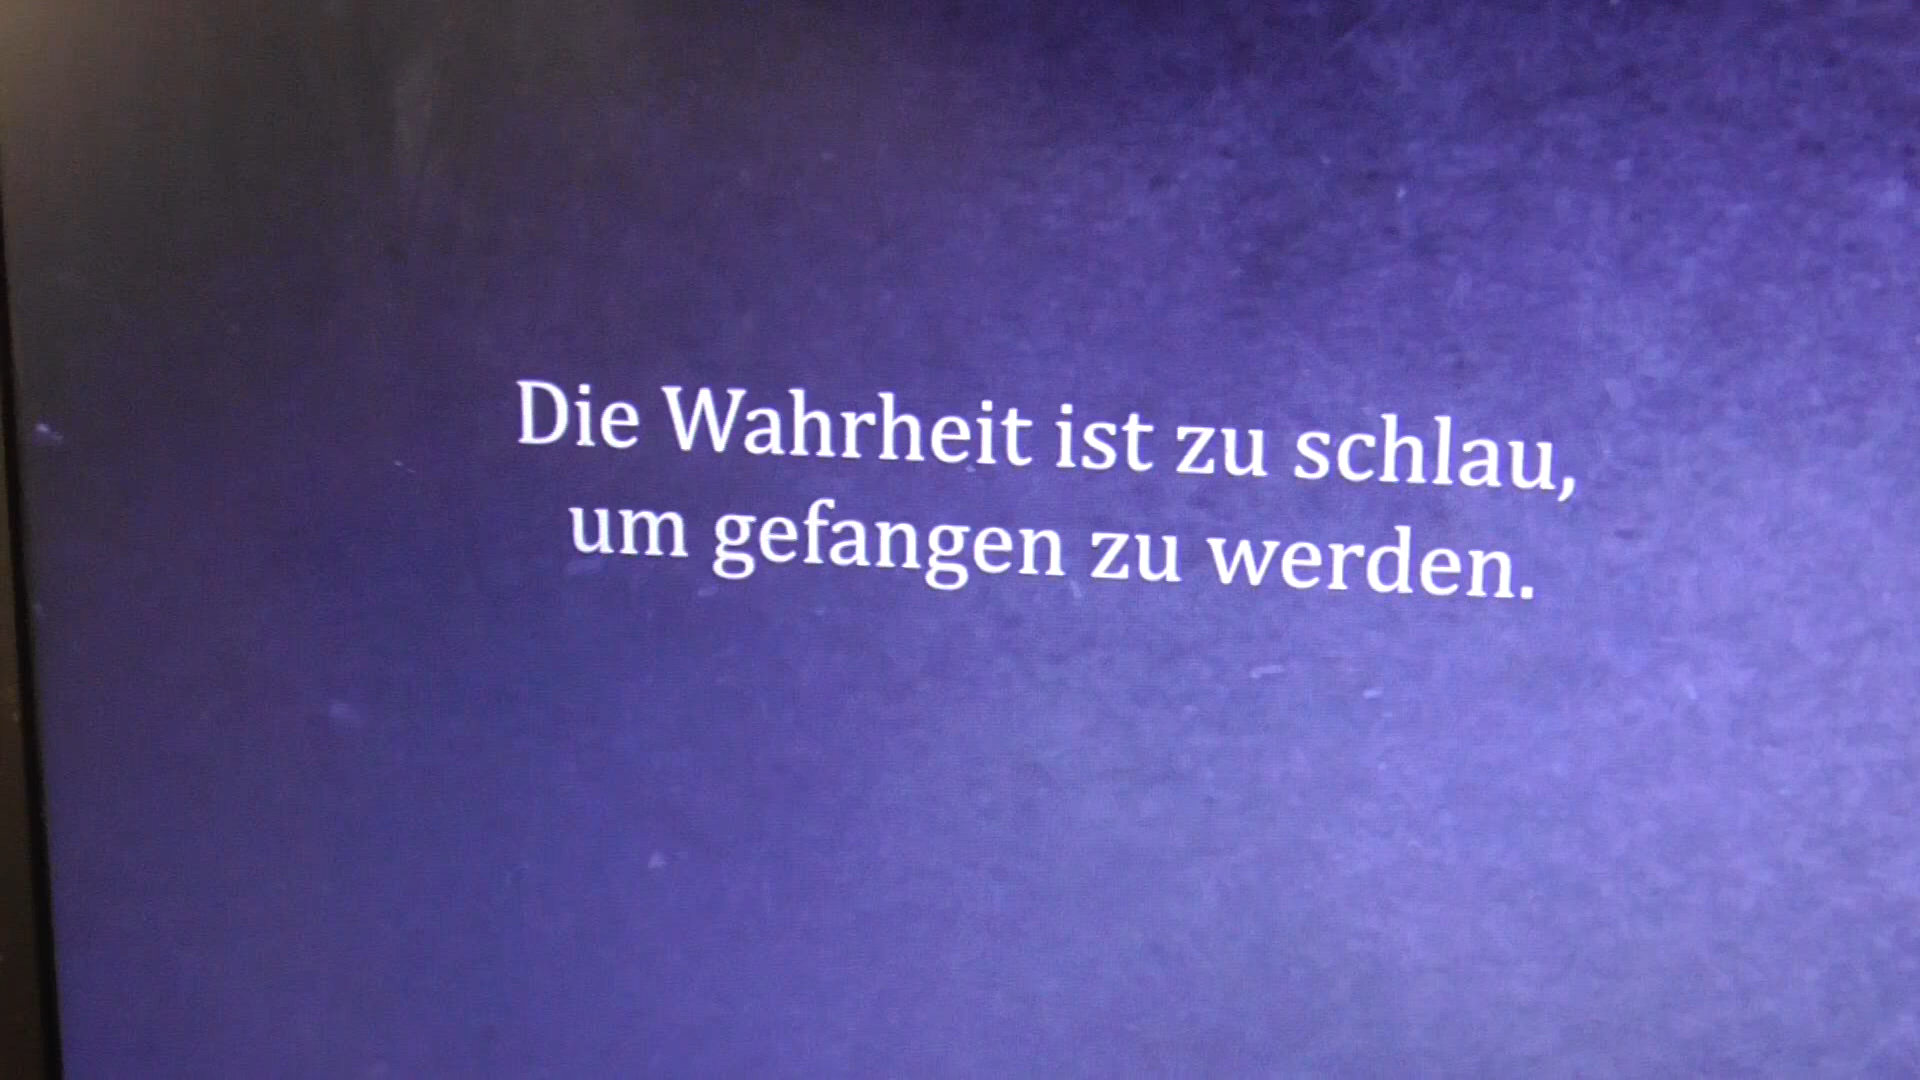 Die Wahrheit ist zu schlau,
um gefangen zu werden.